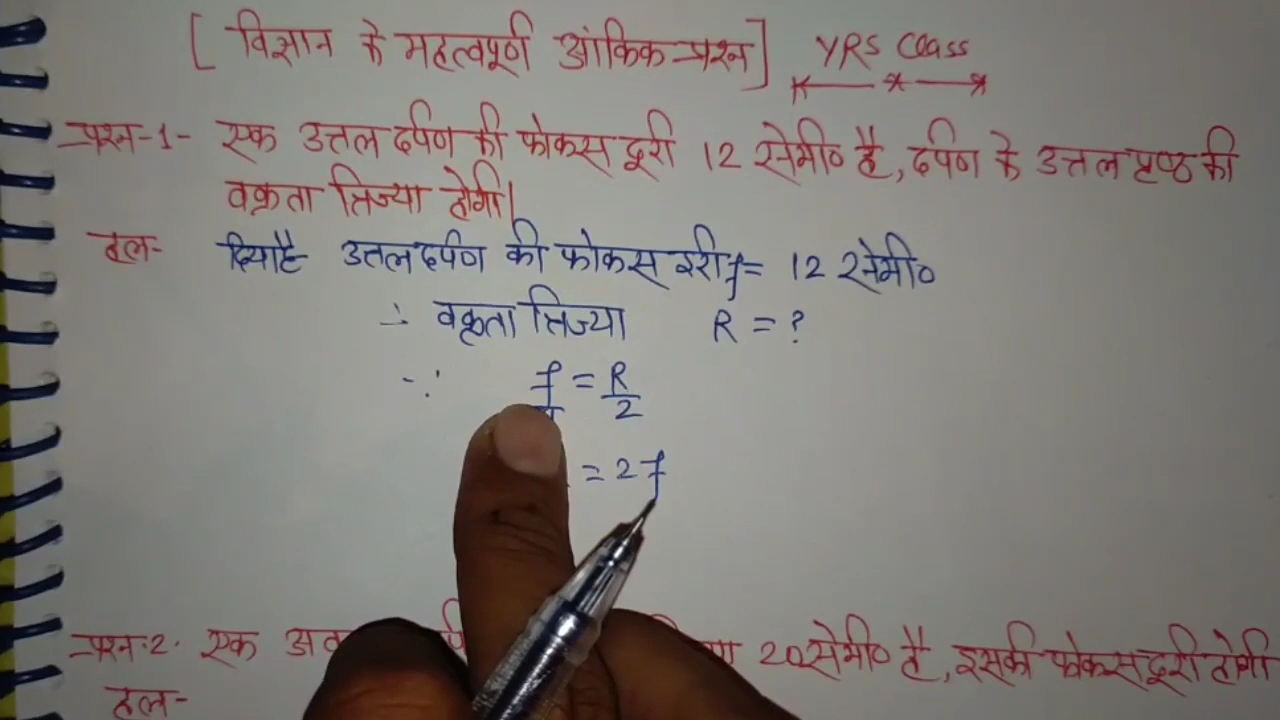 [ विज्ञान के महत्वपूर्ण आंकिक प्रश्न ] YRS Class
प्रश्न-1- एक उत्तल दर्पण की फोकस दूरी 12 सेमी० है, दर्पण के उत्तल पृष्ठ की
वक्रता त्रिज्या होगी।
हल- दिया है उत्तल दर्पण की फोकस दूरी f = 12 सेमी०
∴ वक्रता त्रिज्या R = ?
∵ f/1 = R/2
= 2f
प्रश्न-2. एक 20 सेमी० है, इसकी फोकस दूरी होगी
हल-